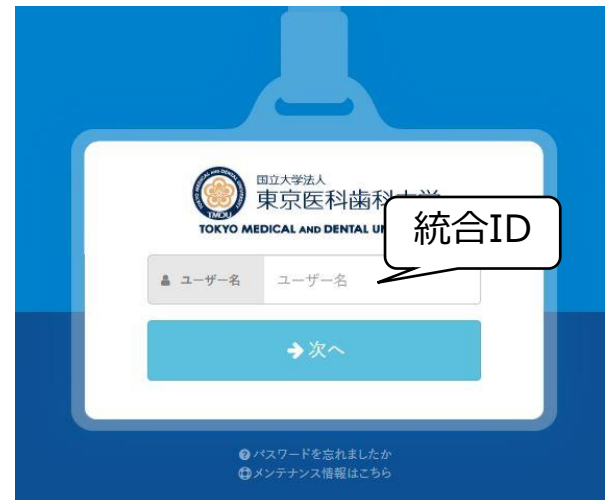 国立大学法人
東京医科歯科
TOKYO MEDICAL AND DENTAL
統合ID
ユーザー名 ユーザー名
次へ
パスワードを忘れましたか
メンテナンス情報はこちら